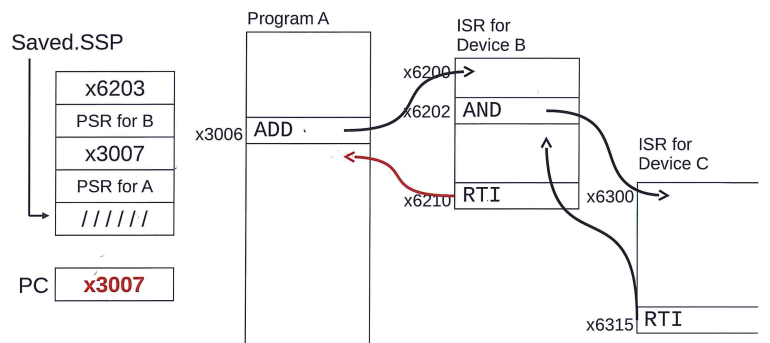 Saved.SSP
x6203
PSR for B
x3007
PSR for A
//////
PC
x3007
Program A
x3006
ADD
ISR for
Device B
x6200
x6202
AND
x6210
RTI
ISR for
Device C
x6300
x6315
RTI